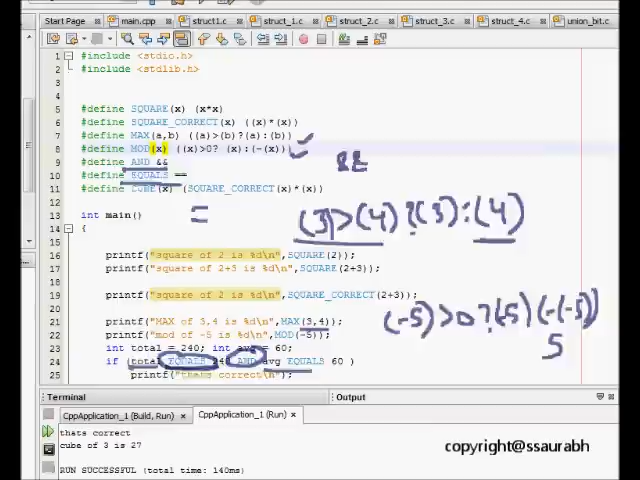 main.cpp struct1.c struct_1.c struct_2.c struct_3.c struct_4.c union_bit.c
1 #include <stdio.h>
2 #include <stdlib.h>
3
4
5 #define SQUARE(x) (x*x)
6 #define SQUARE_CORRECT(x) ((x)*(x))
7 #define MAX(a,b) ((a)>(b)?(a):(b))
8 #define MOD(x) ((x)>0? (x):(-(x)))
9 #define AND && &&
10 #define EQUALS ==
11 #define CUBE(x) (SQUARE_CORRECT(x)*(x))
12
13 int main() = (3)>(4)?(3):(4)
14 {
15
16 printf("square of 2 is %d\n",SQUARE(2));
17 printf("square of 2+3 is %d\n",SQUARE(2+3));
18
19 printf("square of 2 is %d\n",SQUARE_CORRECT(2+3));
20 (-5)>0?(-5)(-(-5))
21 printf("MAX of 3,4 is %d\n",MAX(3,4));
22 printf("mod of -5 is %d\n",MOD(-5)); 5
23 int total = 240; int avg = 60;
24 if (total EQUALS 240 AND avg EQUALS 60 )
25 printf("thats correct\n");
Terminal Output
CppApplication_1 (Build, Run) × CppApplication_1 (Run) ×
thats correct
cube of 3 is 27
RUN SUCCESSFUL (total time: 140ms)
copyright@ssaurabh